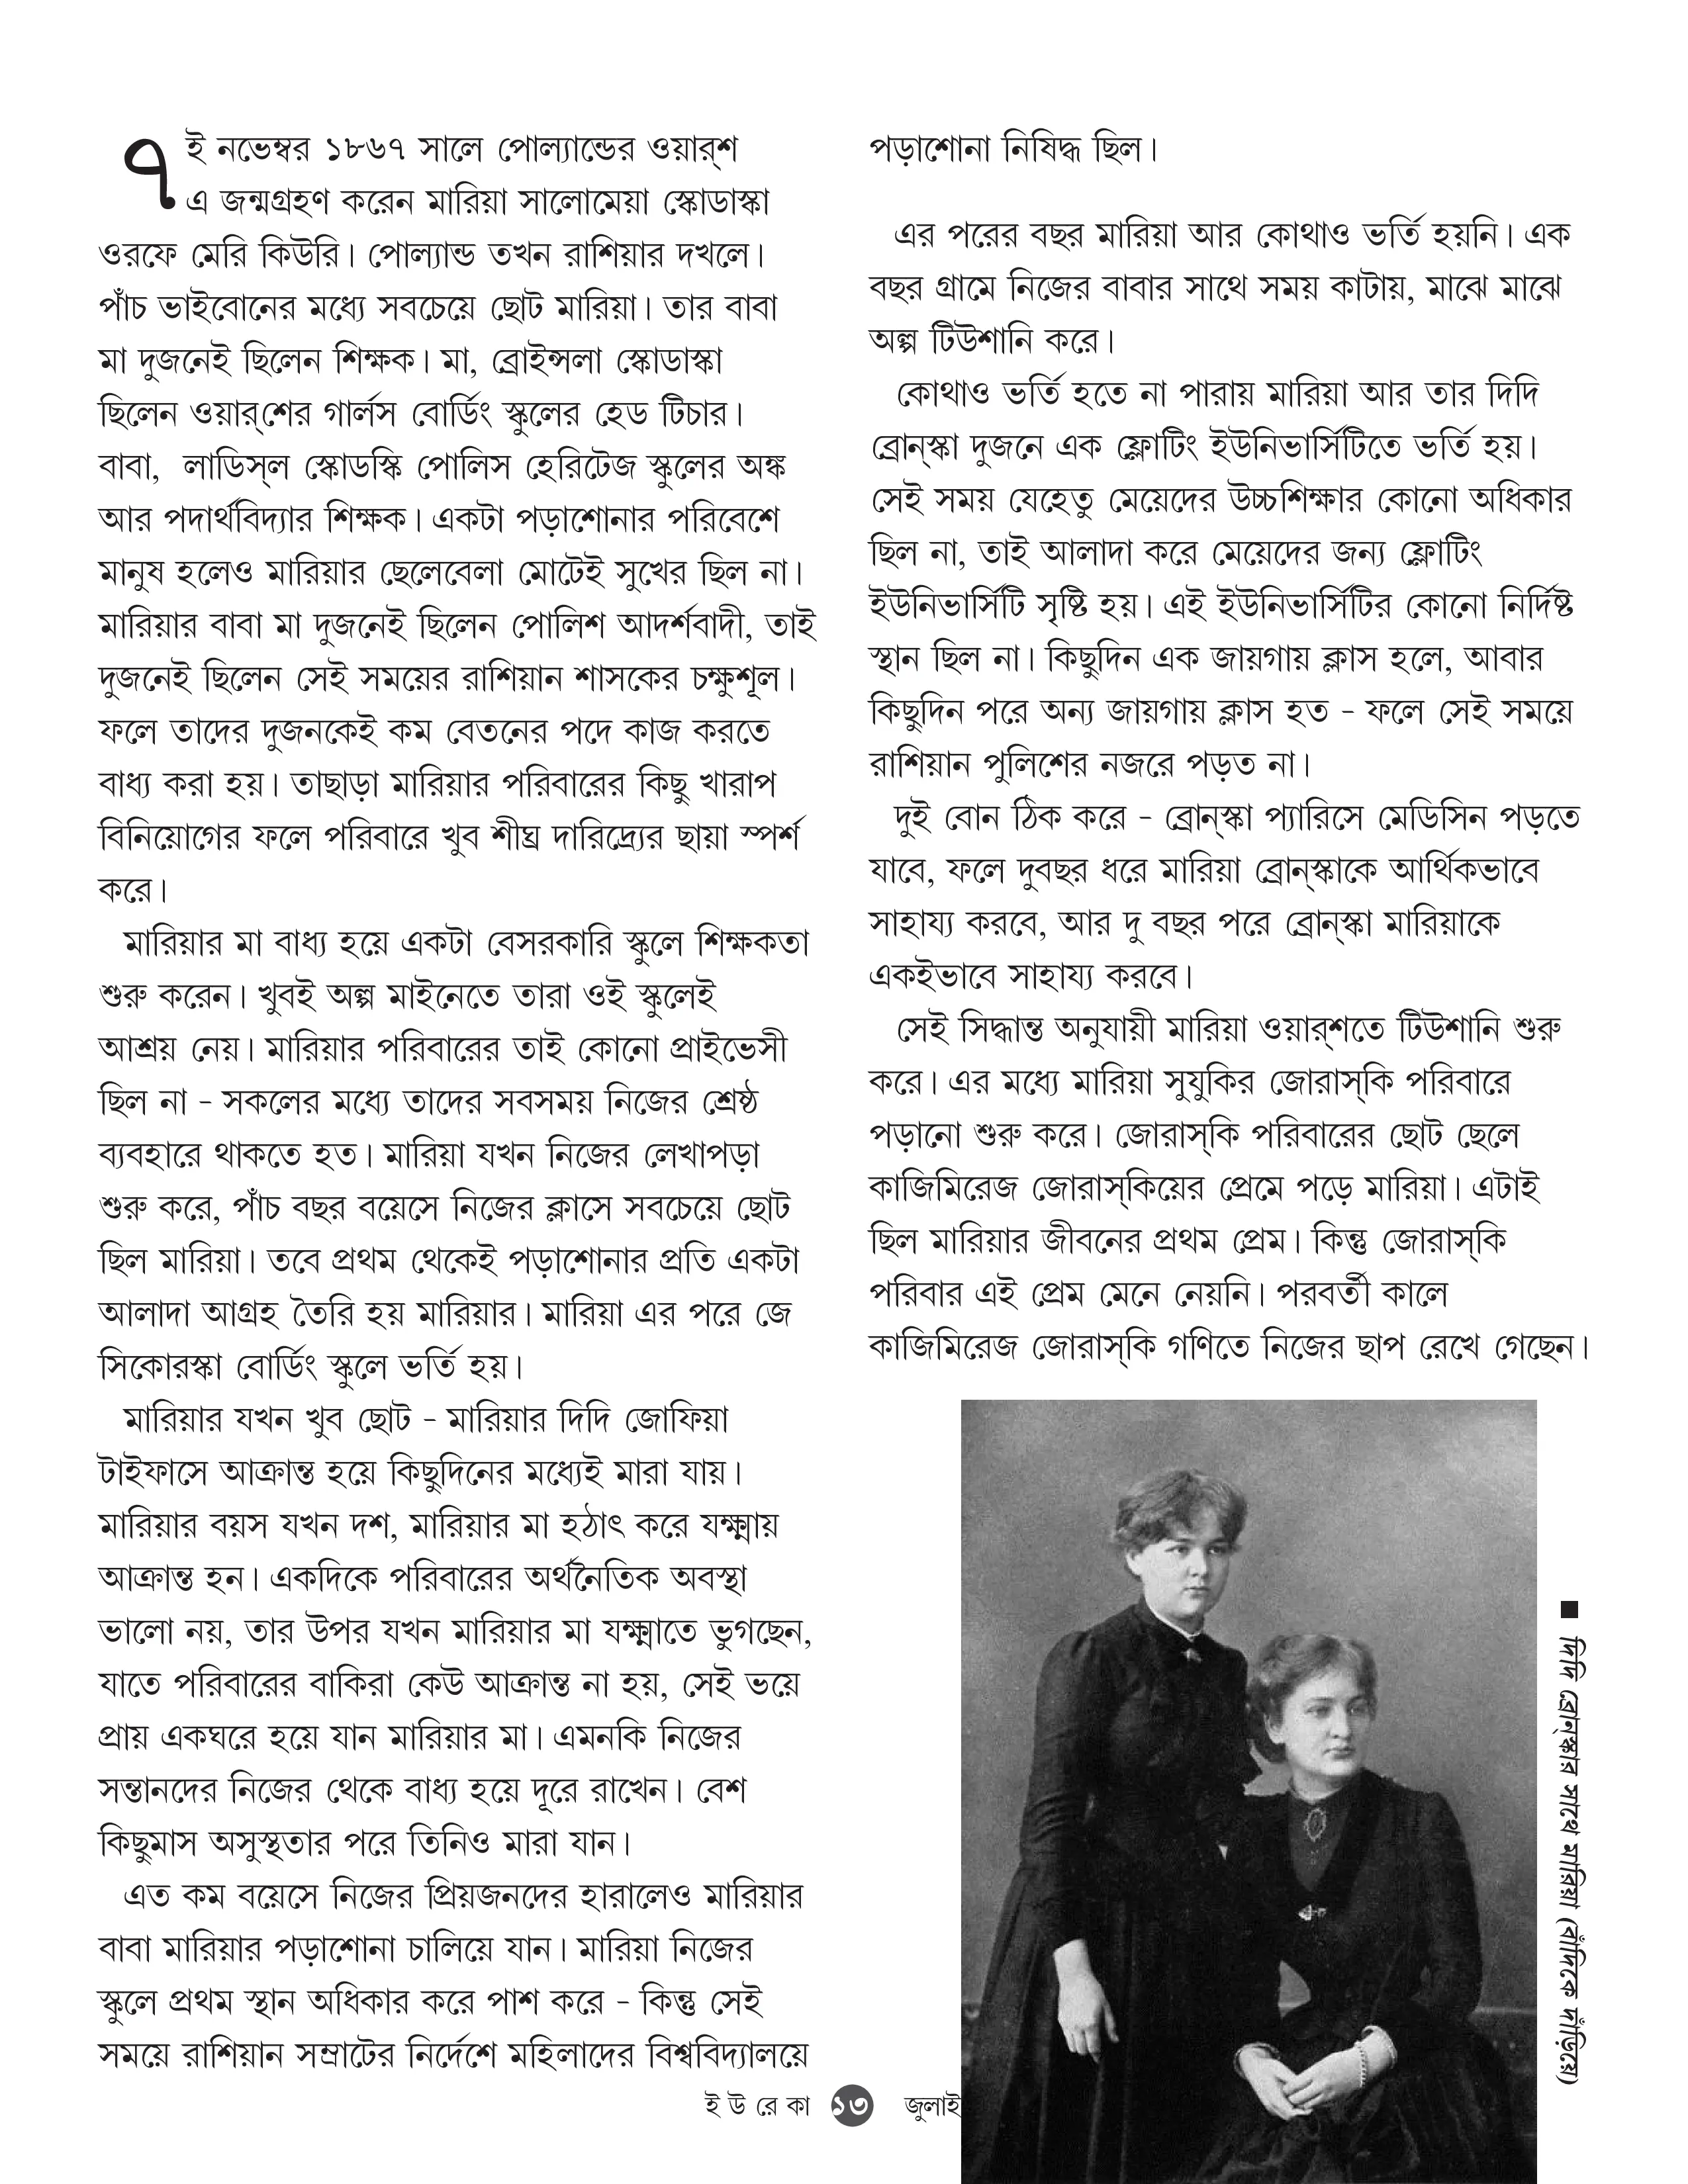 ৭ই নভেম্বর ১৮৬৭ সালে পোল্যান্ডের ওয়ার্‌শ
এ জন্মগ্রহণ করেন মারিয়া সালোমেয়া স্কোডাস্কা
ওরফে মেরি কিউরি। পোল্যান্ড তখন রাশিয়ার দখলে।
পাঁচ ভাইবোনের মধ্যে সবচেয়ে ছোট মারিয়া। তার বাবা
মা দুজনেই ছিলেন শিক্ষক। মা, ব্রোইন্সলা স্কোডাস্কা
ছিলেন ওয়ার্‌শের গার্লস বোর্ডিং স্কুলের হেড টিচার।
বাবা, লাডিস্‌ল স্কোডস্কি পোলিস হেরিটেজ স্কুলের অঙ্ক
আর পদার্থবিদ্যার শিক্ষক। একটা পড়াশোনার পরিবেশে
মানুষ হলেও মারিয়ার ছেলেবেলা মোটেই সুখের ছিল না।
মারিয়ার বাবা মা দুজনেই ছিলেন পোলিশ আদর্শবাদী, তাই
দুজনেই ছিলেন সেই সময়ের রাশিয়ান শাসকের চক্ষুশূল।
ফলে তাদের দুজনকেই কম বেতনের পদে কাজ করতে
বাধ্য করা হয়। তাছাড়া মারিয়ার পরিবারের কিছু খারাপ
বিনিয়োগের ফলে পরিবারে খুব শীঘ্র দারিদ্র্যের ছায়া স্পর্শ
করে।
মারিয়ার মা বাধ্য হয়ে একটা বেসরকারি স্কুলে শিক্ষকতা
শুরু করেন। খুবই অল্প মাইনেতে তারা ওই স্কুলেই
আশ্রয় নেয়। মারিয়ার পরিবারের তাই কোনো প্রাইভেসী
ছিল না - সকলের মধ্যে তাদের সবসময় নিজের শ্রেষ্ঠ
ব্যবহারে থাকতে হত। মারিয়া যখন নিজের লেখাপড়া
শুরু করে, পাঁচ বছর বয়েসে নিজের ক্লাসে সবচেয়ে ছোট
ছিল মারিয়া। তবে প্রথম থেকেই পড়াশোনার প্রতি একটা
আলাদা আগ্রহ তৈরি হয় মারিয়ার। মারিয়া এর পরে জে
সিকোরস্কা বোর্ডিং স্কুলে ভর্তি হয়।
মারিয়ার যখন খুব ছোট - মারিয়ার দিদি জোফিয়া
টাইফাসে আক্রান্ত হয়ে কিছুদিনের মধ্যেই মারা যায়।
মারিয়ার বয়স যখন দশ, মারিয়ার মা হঠাৎ করে যক্ষ্মায়
আক্রান্ত হন। একদিকে পরিবারের অর্থনৈতিক অবস্থা
ভালো নয়, তার উপর যখন মারিয়ার মা যক্ষ্মাতে ভুগছেন,
যাতে পরিবারের বাকিরা কেউ আক্রান্ত না হয়, সেই ভয়ে
প্রায় একঘরে হয়ে যান মারিয়ার মা। এমনকি নিজের
সন্তানদের নিজের থেকে বাধ্য হয়ে দূরে রাখেন। বেশ
কিছুমাস অসুস্থতার পরে তিনিও মারা যান।
এত কম বয়েসে নিজের প্রিয়জনদের হারালেও মারিয়ার
বাবা মারিয়ার পড়াশোনা চালিয়ে যান। মারিয়া নিজের
স্কুলে প্রথম স্থান অধিকার করে পাশ করে - কিন্তু সেই
সময়ে রাশিয়ান সম্রাটের নির্দেশে মহিলাদের বিশ্ববিদ্যালয়ে
পড়াশোনা নিষিদ্ধ ছিল।
এর পরের বছর মারিয়া আর কোথাও ভর্তি হয়নি। এক
বছর গ্রামে নিজের বাবার সাথে সময় কাটায়, মাঝে মাঝে
অল্প টিউশানি করে।
কোথাও ভর্তি হতে না পারায় মারিয়া আর তার দিদি
ব্রোন্‌স্কা দুজনে এক ফ্লোটিং ইউনিভার্সিটিতে ভর্তি হয়।
সেই সময় যেহেতু মেয়েদের উচ্চশিক্ষার কোনো অধিকার
ছিল না, তাই আলাদা করে মেয়েদের জন্য ফ্লোটিং
ইউনিভার্সিটি সৃষ্টি হয়। এই ইউনিভার্সিটির কোনো নির্দিষ্ট
স্থান ছিল না। কিছুদিন এক জায়গায় ক্লাস হলে, আবার
কিছুদিন পরে অন্য জায়গায় ক্লাস হত - ফলে সেই সময়ে
রাশিয়ান পুলিশের নজরে পড়ত না।
দুই বোন ঠিক করে - ব্রোন্‌স্কা প্যারিসে মেডিসিন পড়তে
যাবে, ফলে দুবছর ধরে মারিয়া ব্রোন্‌স্কাকে আর্থিকভাবে
সাহায্য করবে, আর দু বছর পরে ব্রোন্‌স্কা মারিয়াকে
একইভাবে সাহায্য করবে।
সেই সিদ্ধান্ত অনুযায়ী মারিয়া ওয়ার্‌শতে টিউশানি শুরু
করে। এর মধ্যে মারিয়া সুযুকির জোরাস্‌কি পরিবারে
পড়ানো শুরু করে। জোরাস্‌কি পরিবারের ছোট ছেলে
কাজিমিরেজ জোরাস্‌কিয়ের প্রেমে পড়ে মারিয়া। এটাই
ছিল মারিয়ার জীবনের প্রথম প্রেম। কিন্তু জোরাস্‌কি
পরিবার এই প্রেম মেনে নেয়নি। পরবর্তী কালে
কাজিমিরেজ জোরাস্‌কি গণিতে নিজের ছাপ রেখে গেছেন।
■ দিদি ব্রোন্‌স্কার সাথে মারিয়া (বাঁদিকে দাঁড়িয়ে)
ই উ রে কা ১৩ জুলাই